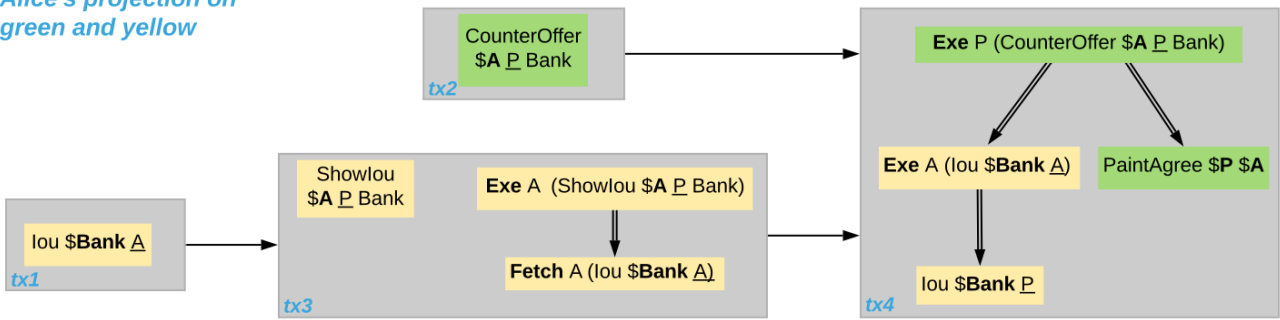 Alice's projection on
green and yellow
CounterOffer
$A P Bank
tx2
Exe P (CounterOffer $A P Bank)
Exe A (Iou $Bank A)
PaintAgree $P $A
Iou $Bank P
tx4
ShowIou
$A P Bank
Exe A (ShowIou $A P Bank)
Fetch A (Iou $Bank A)
tx3
Iou $Bank A
tx1